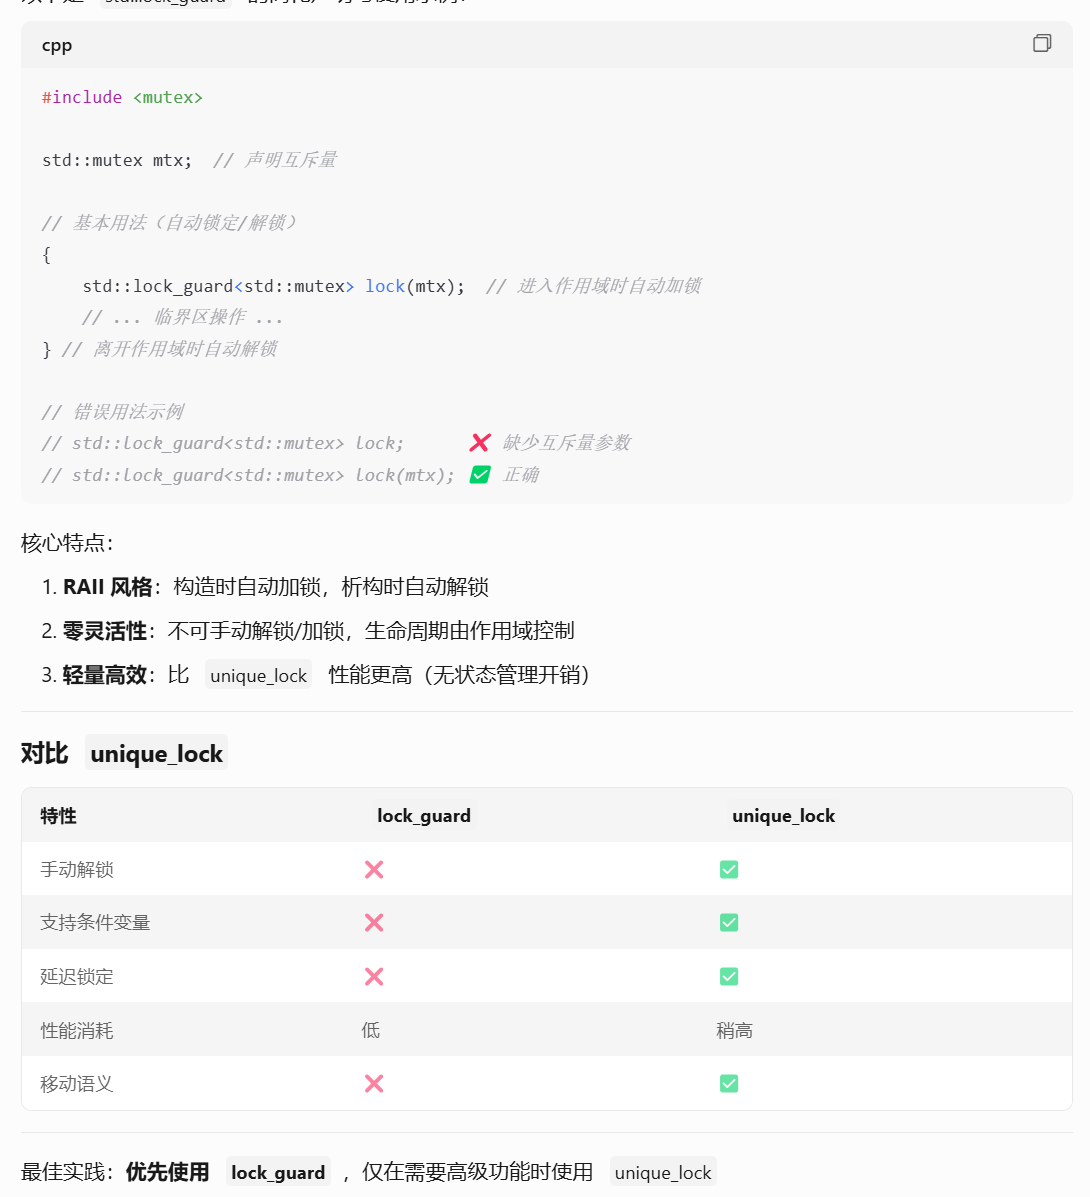 cpp
#include <mutex>
std::mutex mtx;  // 声明互斥量
// 基本用法（自动锁定/解锁）
{
    std::lock_guard<std::mutex> lock(mtx);  // 进入作用域时自动加锁
    // ... 临界区操作 ...
} // 离开作用域时自动解锁
// 错误用法示例
// std::lock_guard<std::mutex> lock;      ❌ 缺少互斥量参数
// std::lock_guard<std::mutex> lock(mtx); ✅ 正确
核心特点：
1. RAII 风格：构造时自动加锁，析构时自动解锁
2. 零灵活性：不可手动解锁/加锁，生命周期由作用域控制
3. 轻量高效：比 unique_lock 性能更高（无状态管理开销）
对比 unique_lock
特性 lock_guard unique_lock
手动解锁 ❌ ✅
支持条件变量 ❌ ✅
延迟锁定 ❌ ✅
性能消耗 低 稍高
移动语义 ❌ ✅
最佳实践：优先使用 lock_guard ，仅在需要高级功能时使用 unique_lock